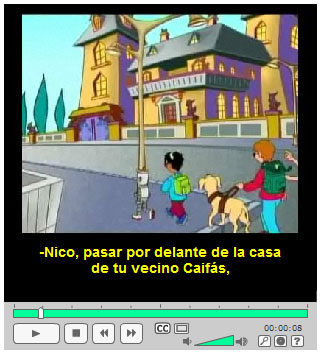 -Nico, pasar por delante de la casa
de tu vecino Caifás,
CC
00:00:08
?